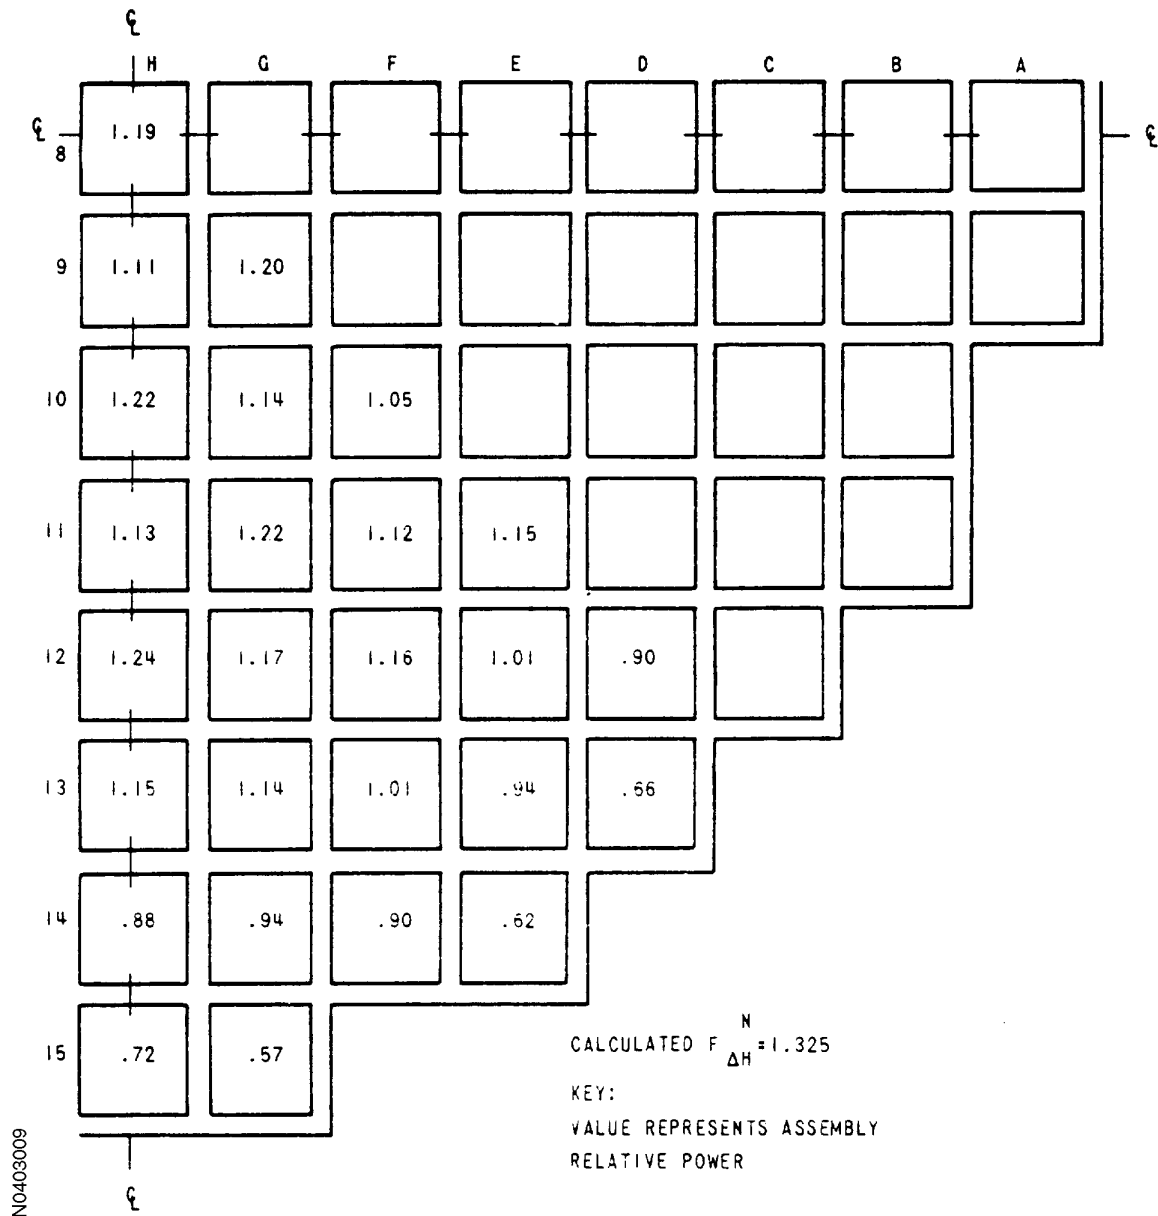 ℄
H G F E D C B A
℄ 8 1.19 ℄
9 1.11 1.20
10 1.22 1.14 1.05
11 1.13 1.22 1.12 1.15
12 1.24 1.17 1.16 1.01 .90
13 1.15 1.14 1.01 .94 .66
14 .88 .94 .90 .62
15 .72 .57
CALCULATED F N ΔH = 1.325
KEY:
VALUE REPRESENTS ASSEMBLY
RELATIVE POWER
℄
N0403009